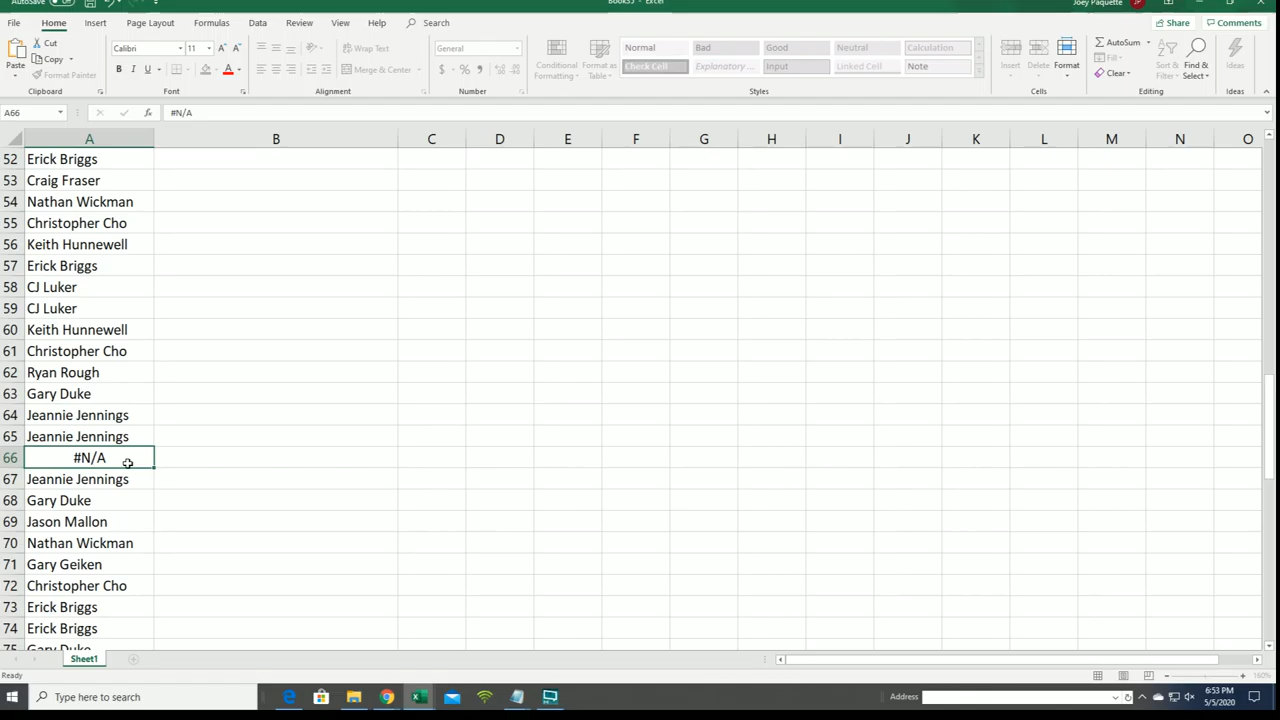 AutoSave
Book35 - Excel
Joey Paquette
JP
File Home Insert Page Layout Formulas Data Review View Help Search
Share Comments
Paste
Cut
Copy
Format Painter
Clipboard
Calibri 11
B I U
Font
Wrap Text
Merge & Center
Alignment
General
$ % ,
Number
Conditional Formatting
Format as Table
Normal Bad Good Neutral Calculation
Check Cell Explanatory ... Input Linked Cell Note
Styles
Insert Delete Format
Cells
AutoSum
Fill
Clear
Sort & Filter
Find & Select
Editing
Ideas
Ideas
A66 fx #N/A
A B C D E F G H I J K L M N O
52 Erick Briggs
53 Craig Fraser
54 Nathan Wickman
55 Christopher Cho
56 Keith Hunnewell
57 Erick Briggs
58 CJ Luker
59 CJ Luker
60 Keith Hunnewell
61 Christopher Cho
62 Ryan Rough
63 Gary Duke
64 Jeannie Jennings
65 Jeannie Jennings
66 #N/A
67 Jeannie Jennings
68 Gary Duke
69 Jason Mallon
70 Nathan Wickman
71 Gary Geiken
72 Christopher Cho
73 Erick Briggs
74 Erick Briggs
75 Gary Duke
Sheet1
Ready
160%
Type here to search
Address
6:53 PM
5/5/2020